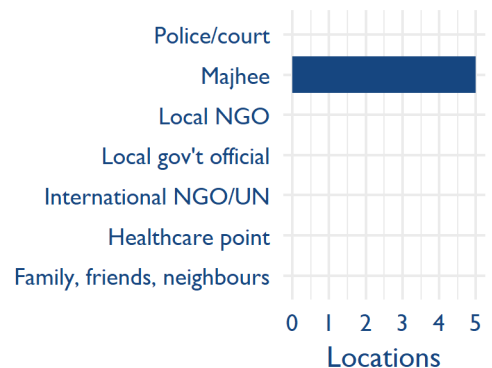 Police/court
Majhee
Local NGO
Local gov't official
International NGO/UN
Healthcare point
Family, friends, neighbours
0 1 2 3 4 5
Locations